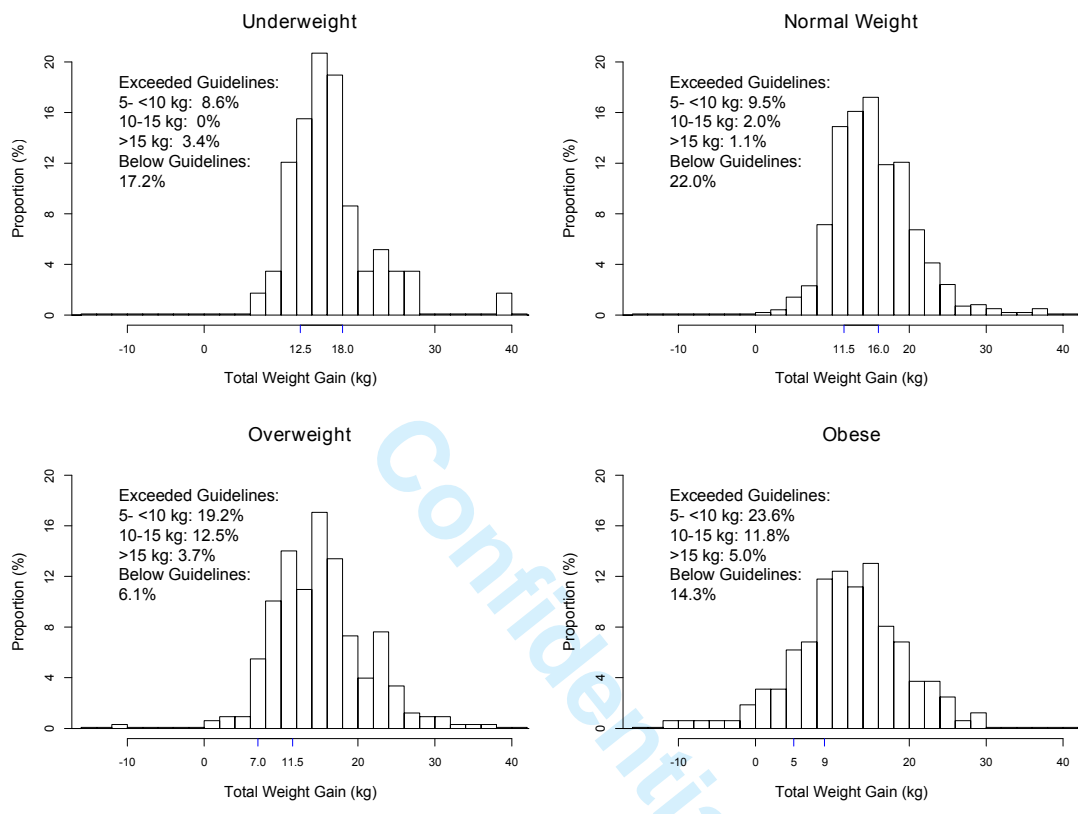 Underweight
Exceeded Guidelines:
5- <10 kg: 8.6%
10-15 kg: 0%
>15 kg: 3.4%
Below Guidelines:
17.2%
Proportion (%)
0 4 8 12 16 20
-10 0 12.5 18.0 30 40
Total Weight Gain (kg)
Normal Weight
Exceeded Guidelines:
5- <10 kg: 9.5%
10-15 kg: 2.0%
>15 kg: 1.1%
Below Guidelines:
22.0%
Proportion (%)
0 4 8 12 16 20
-10 0 11.5 16.0 20 30 40
Total Weight Gain (kg)
Overweight
Exceeded Guidelines:
5- <10 kg: 19.2%
10-15 kg: 12.5%
>15 kg: 3.7%
Below Guidelines:
6.1%
Proportion (%)
0 4 8 12 16 20
-10 0 7.0 11.5 20 30 40
Total Weight Gain (kg)
Obese
Exceeded Guidelines:
5- <10 kg: 23.6%
10-15 kg: 11.8%
>15 kg: 5.0%
Below Guidelines:
14.3%
Proportion (%)
0 4 8 12 16 20
-10 0 5 9 20 30 40
Total Weight Gain (kg)
Confidentia